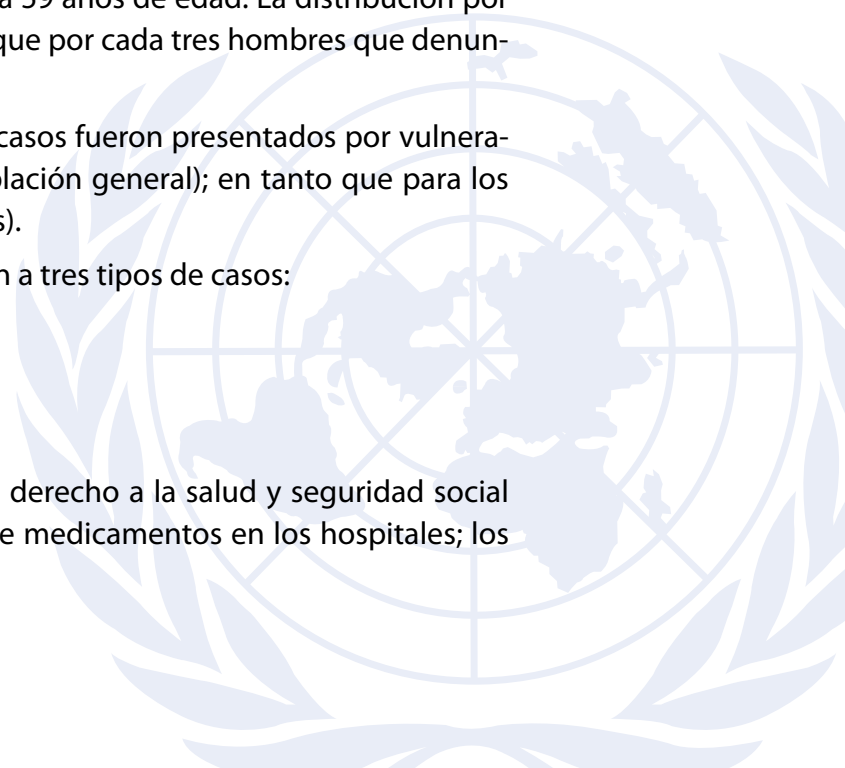 a 59 años de edad. La distribución por
que por cada tres hombres que denun-
casos fueron presentados por vulnera-
lación general); en tanto que para los
s).
n a tres tipos de casos:
derecho a la salud y seguridad social
e medicamentos en los hospitales; los